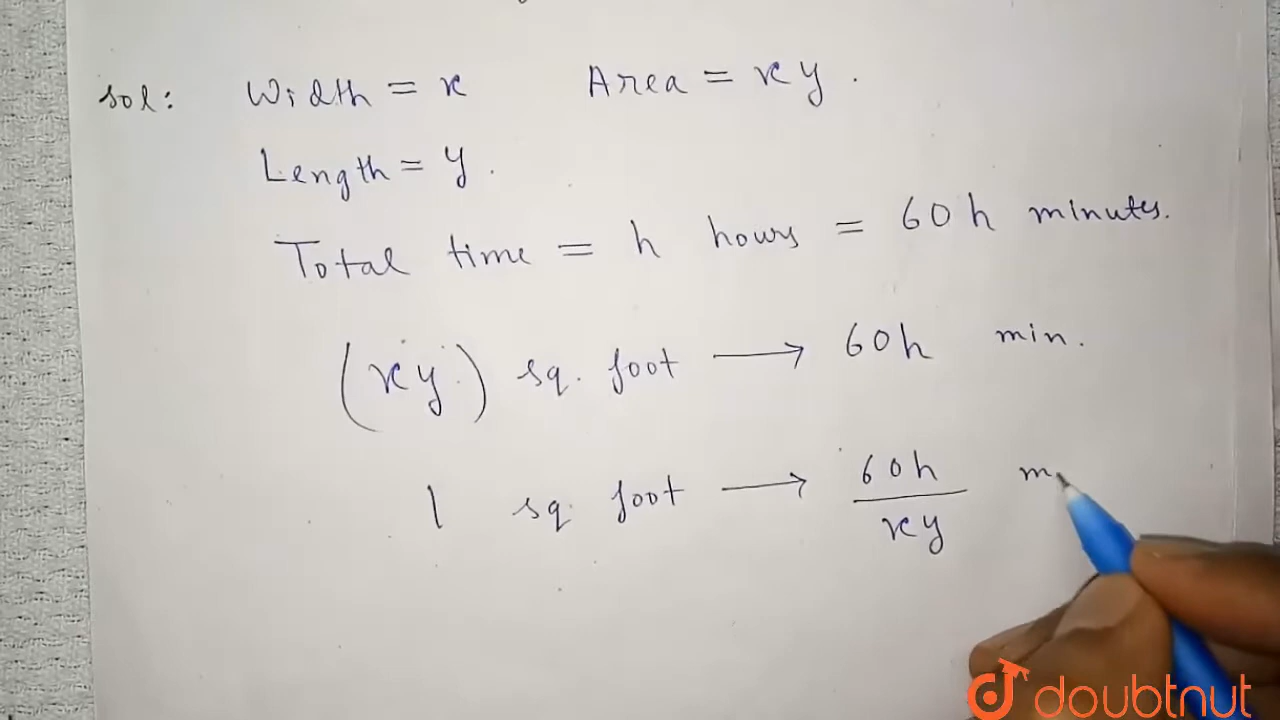 sol: Width = x Area = xy.
Length = y.
Total time = h hours = 60h minutes.
(xy) sq. foot → 60h min.
1 sq. foot → 60h/xy m
doubtnut